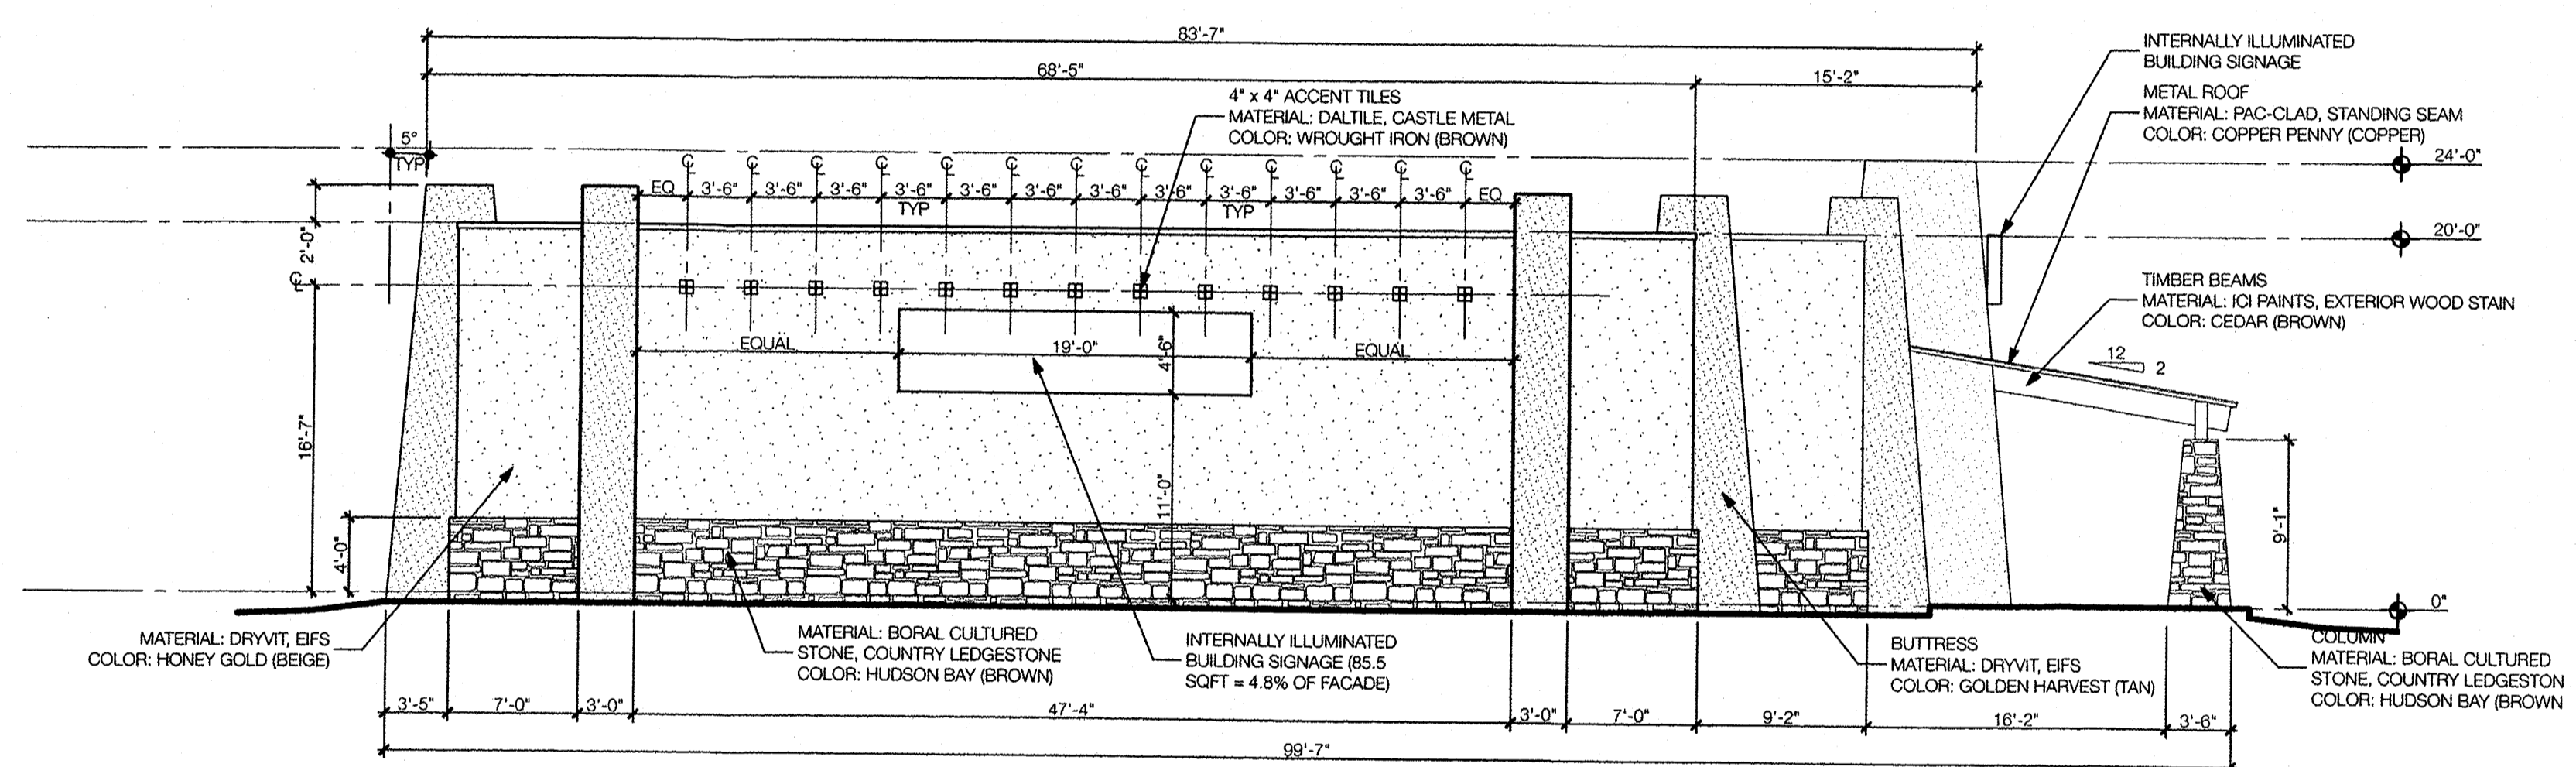 83'-7"
68'-5"
15'-2"
INTERNALLY ILLUMINATED
BUILDING SIGNAGE
METAL ROOF
MATERIAL: PAC-CLAD, STANDING SEAM
COLOR: COPPER PENNY (COPPER)
4" x 4" ACCENT TILES
MATERIAL: DALTILE, CASTLE METAL
COLOR: WROUGHT IRON (BROWN)
5°
TYP
24'-0"
EQ 3'-6" 3'-6" 3'-6" 3'-6" 3'-6" 3'-6" 3'-6" 3'-6" 3'-6" 3'-6" 3'-6" 3'-6" EQ
TYP TYP
20'-0"
2'-0"
TIMBER BEAMS
MATERIAL: ICI PAINTS, EXTERIOR WOOD STAIN
COLOR: CEDAR (BROWN)
EQUAL 19'-0" 4'-6" EQUAL
12
2
16'-7"
11'-0"
4'-0"
9'-1"
0"
MATERIAL: DRYVIT, EIFS
COLOR: HONEY GOLD (BEIGE)
MATERIAL: BORAL CULTURED
STONE, COUNTRY LEDGESTONE
COLOR: HUDSON BAY (BROWN)
INTERNALLY ILLUMINATED
BUILDING SIGNAGE (85.5
SQFT = 4.8% OF FACADE)
BUTTRESS
MATERIAL: DRYVIT, EIFS
COLOR: GOLDEN HARVEST (TAN)
COLUMN
MATERIAL: BORAL CULTURED
STONE, COUNTRY LEDGESTON
COLOR: HUDSON BAY (BROWN
3'-5" 7'-0" 3'-0" 47'-4" 3'-0" 7'-0" 9'-2" 16'-2" 3'-6"
99'-7"